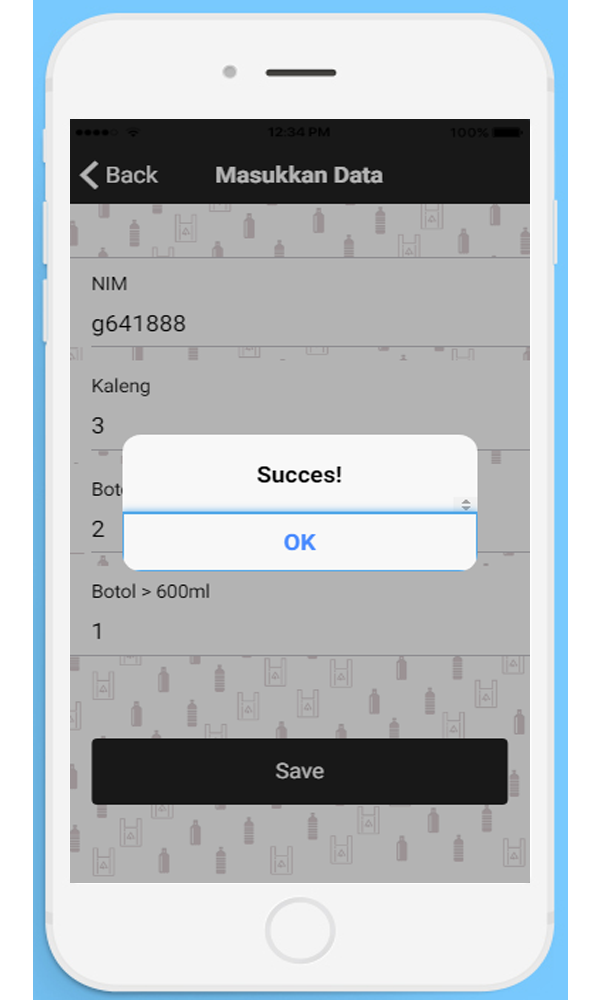 12:34 PM
100%
Back
Masukkan Data
NIM
g641888
Kaleng
3
Succes!
2
OK
Botol > 600ml
1
Save